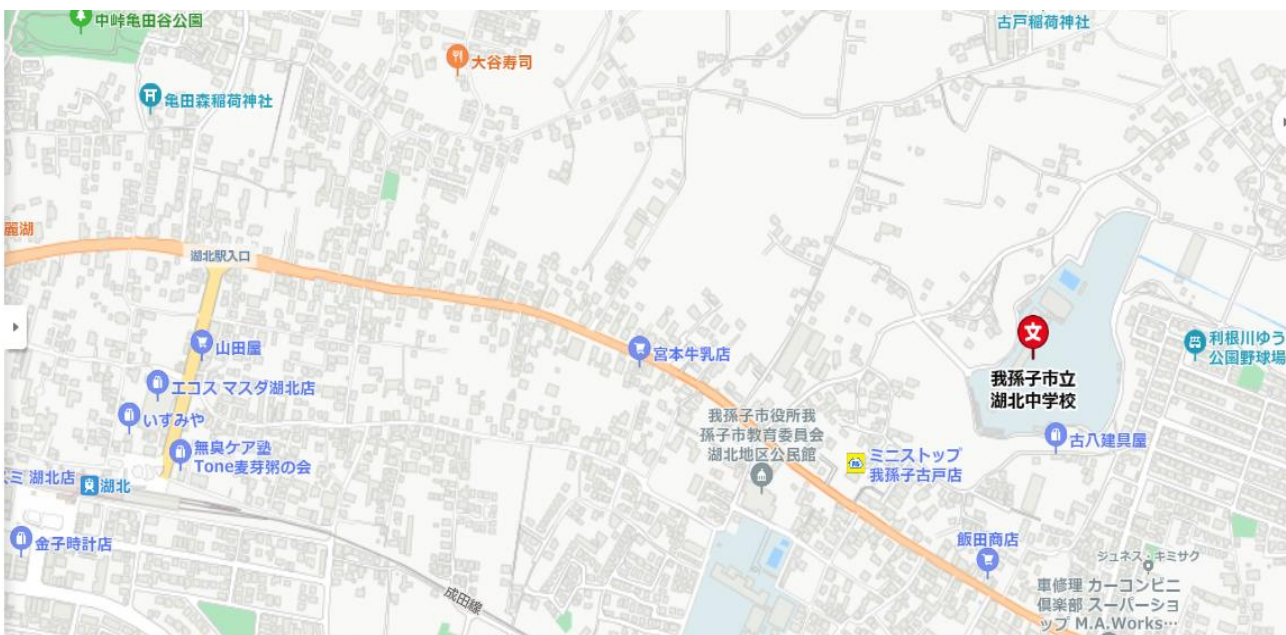 中峠亀田谷公園
古戸稲荷神社
大谷寿司
亀田森稲荷神社
麗湖
湖北駅入口
山田屋
宮本牛乳店
利根川ゆう
公園野球場
エコス マスダ湖北店
いずみや
我孫子市立
湖北中学校
我孫子市役所我
孫子市教育委員会
湖北地区公民館
無臭ケア塾
Tone麦芽粥の会
古八建具屋
ミニストップ
我孫子古戸店
スミ 湖北店
湖北
金子時計店
飯田商店
成田線
ジュネス・キミサク
車修理 カーコンビニ
倶楽部 スーパーショ
ップ M.A.Works…
文